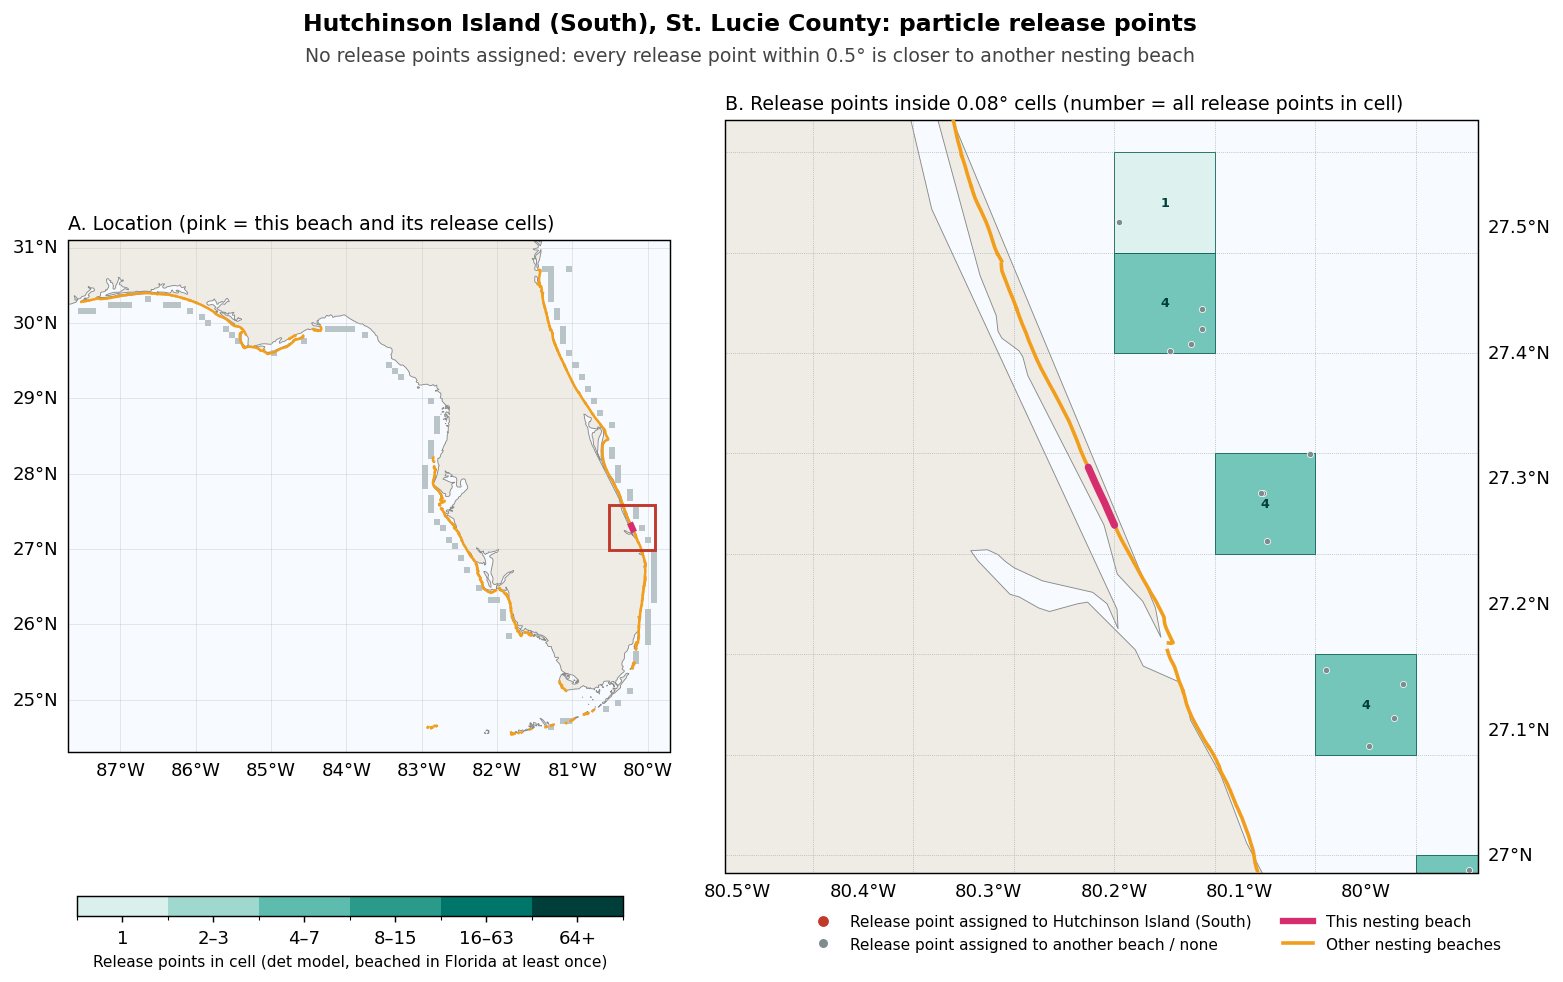 Hutchinson Island (South), St. Lucie County: particle release points
No release points assigned: every release point within 0.5° is closer to another nesting beach
A. Location (pink = this beach and its release cells)
31°N
30°N
29°N
28°N
27°N
26°N
25°N
87°W 86°W 85°W 84°W 83°W 82°W 81°W 80°W
1 2–3 4–7 8–15 16–63 64+
Release points in cell (det model, beached in Florida at least once)
B. Release points inside 0.08° cells (number = all release points in cell)
1
4
4
4
27.5°N
27.4°N
27.3°N
27.2°N
27.1°N
27°N
80.5°W 80.4°W 80.3°W 80.2°W 80.1°W 80°W
Release point assigned to Hutchinson Island (South)
Release point assigned to another beach / none
This nesting beach
Other nesting beaches